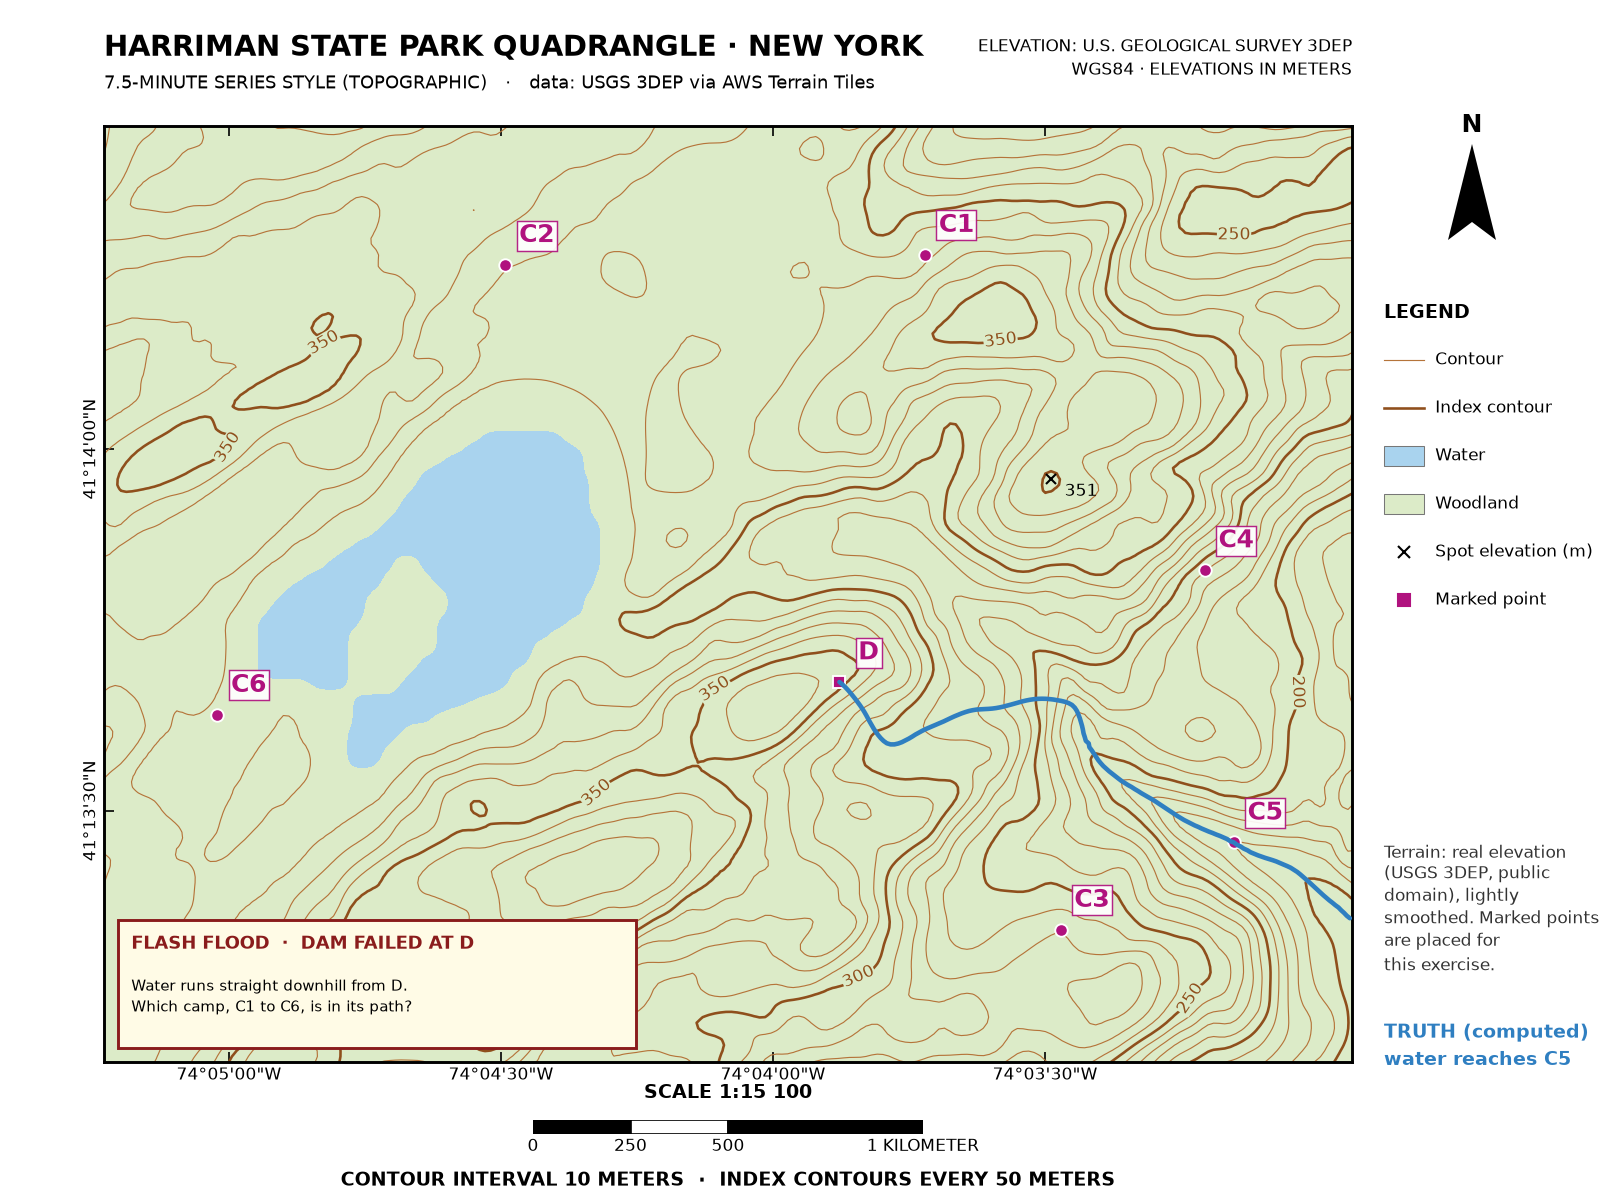 HARRIMAN STATE PARK QUADRANGLE · NEW YORK
7.5-MINUTE SERIES STYLE (TOPOGRAPHIC) · data: USGS 3DEP via AWS Terrain Tiles
ELEVATION: U.S. GEOLOGICAL SURVEY 3DEP
WGS84 · ELEVATIONS IN METERS
N
C1
C2
250
350
350
350
351
C4
D
C6
350
200
350
C5
C3
300
250
41°14'00"N
41°13'30"N
FLASH FLOOD · DAM FAILED AT D
Water runs straight downhill from D.
Which camp, C1 to C6, is in its path?
74°05'00"W
74°04'30"W
74°04'00"W
74°03'30"W
LEGEND
Contour
Index contour
Water
Woodland
Spot elevation (m)
Marked point
Terrain: real elevation
(USGS 3DEP, public
domain), lightly
smoothed. Marked points
are placed for
this exercise.
TRUTH (computed)
water reaches C5
SCALE 1:15 100
0 250 500 1 KILOMETER
CONTOUR INTERVAL 10 METERS · INDEX CONTOURS EVERY 50 METERS